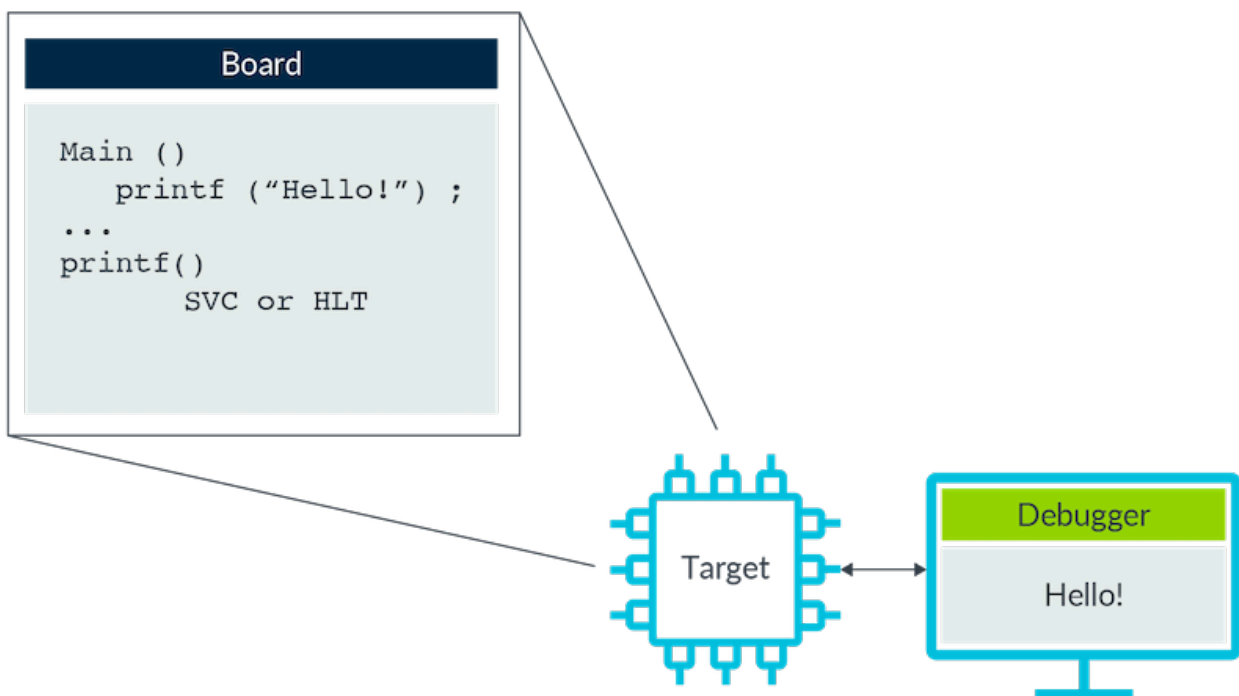 Board
Main ()
printf (“Hello!”) ;
...
printf()
SVC or HLT
Target
Debugger
Hello!